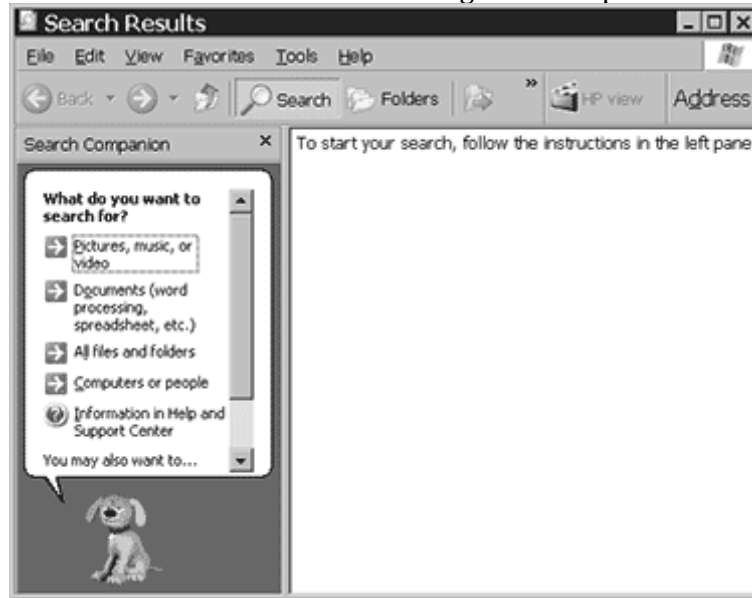 Search Results
File Edit View Favorites Tools Help
Back Search Folders » HP view Address
Search Companion ×
To start your search, follow the instructions in the left pane
What do you want to
search for?
Pictures, music, or
video
Documents (word
processing,
spreadsheet, etc.)
All files and folders
Computers or people
Information in Help and
Support Center
You may also want to...